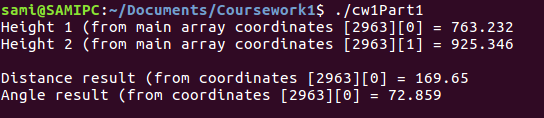 sami@SAMIPC:~/Documents/Coursework1$ ./cw1Part1
Height 1 (from main array coordinates [2963][0] = 763.232
Height 2 (from main array coordinates [2963][1] = 925.346
Distance result (from coordinates [2963][0] = 169.65
Angle result (from coordinates [2963][0] = 72.859